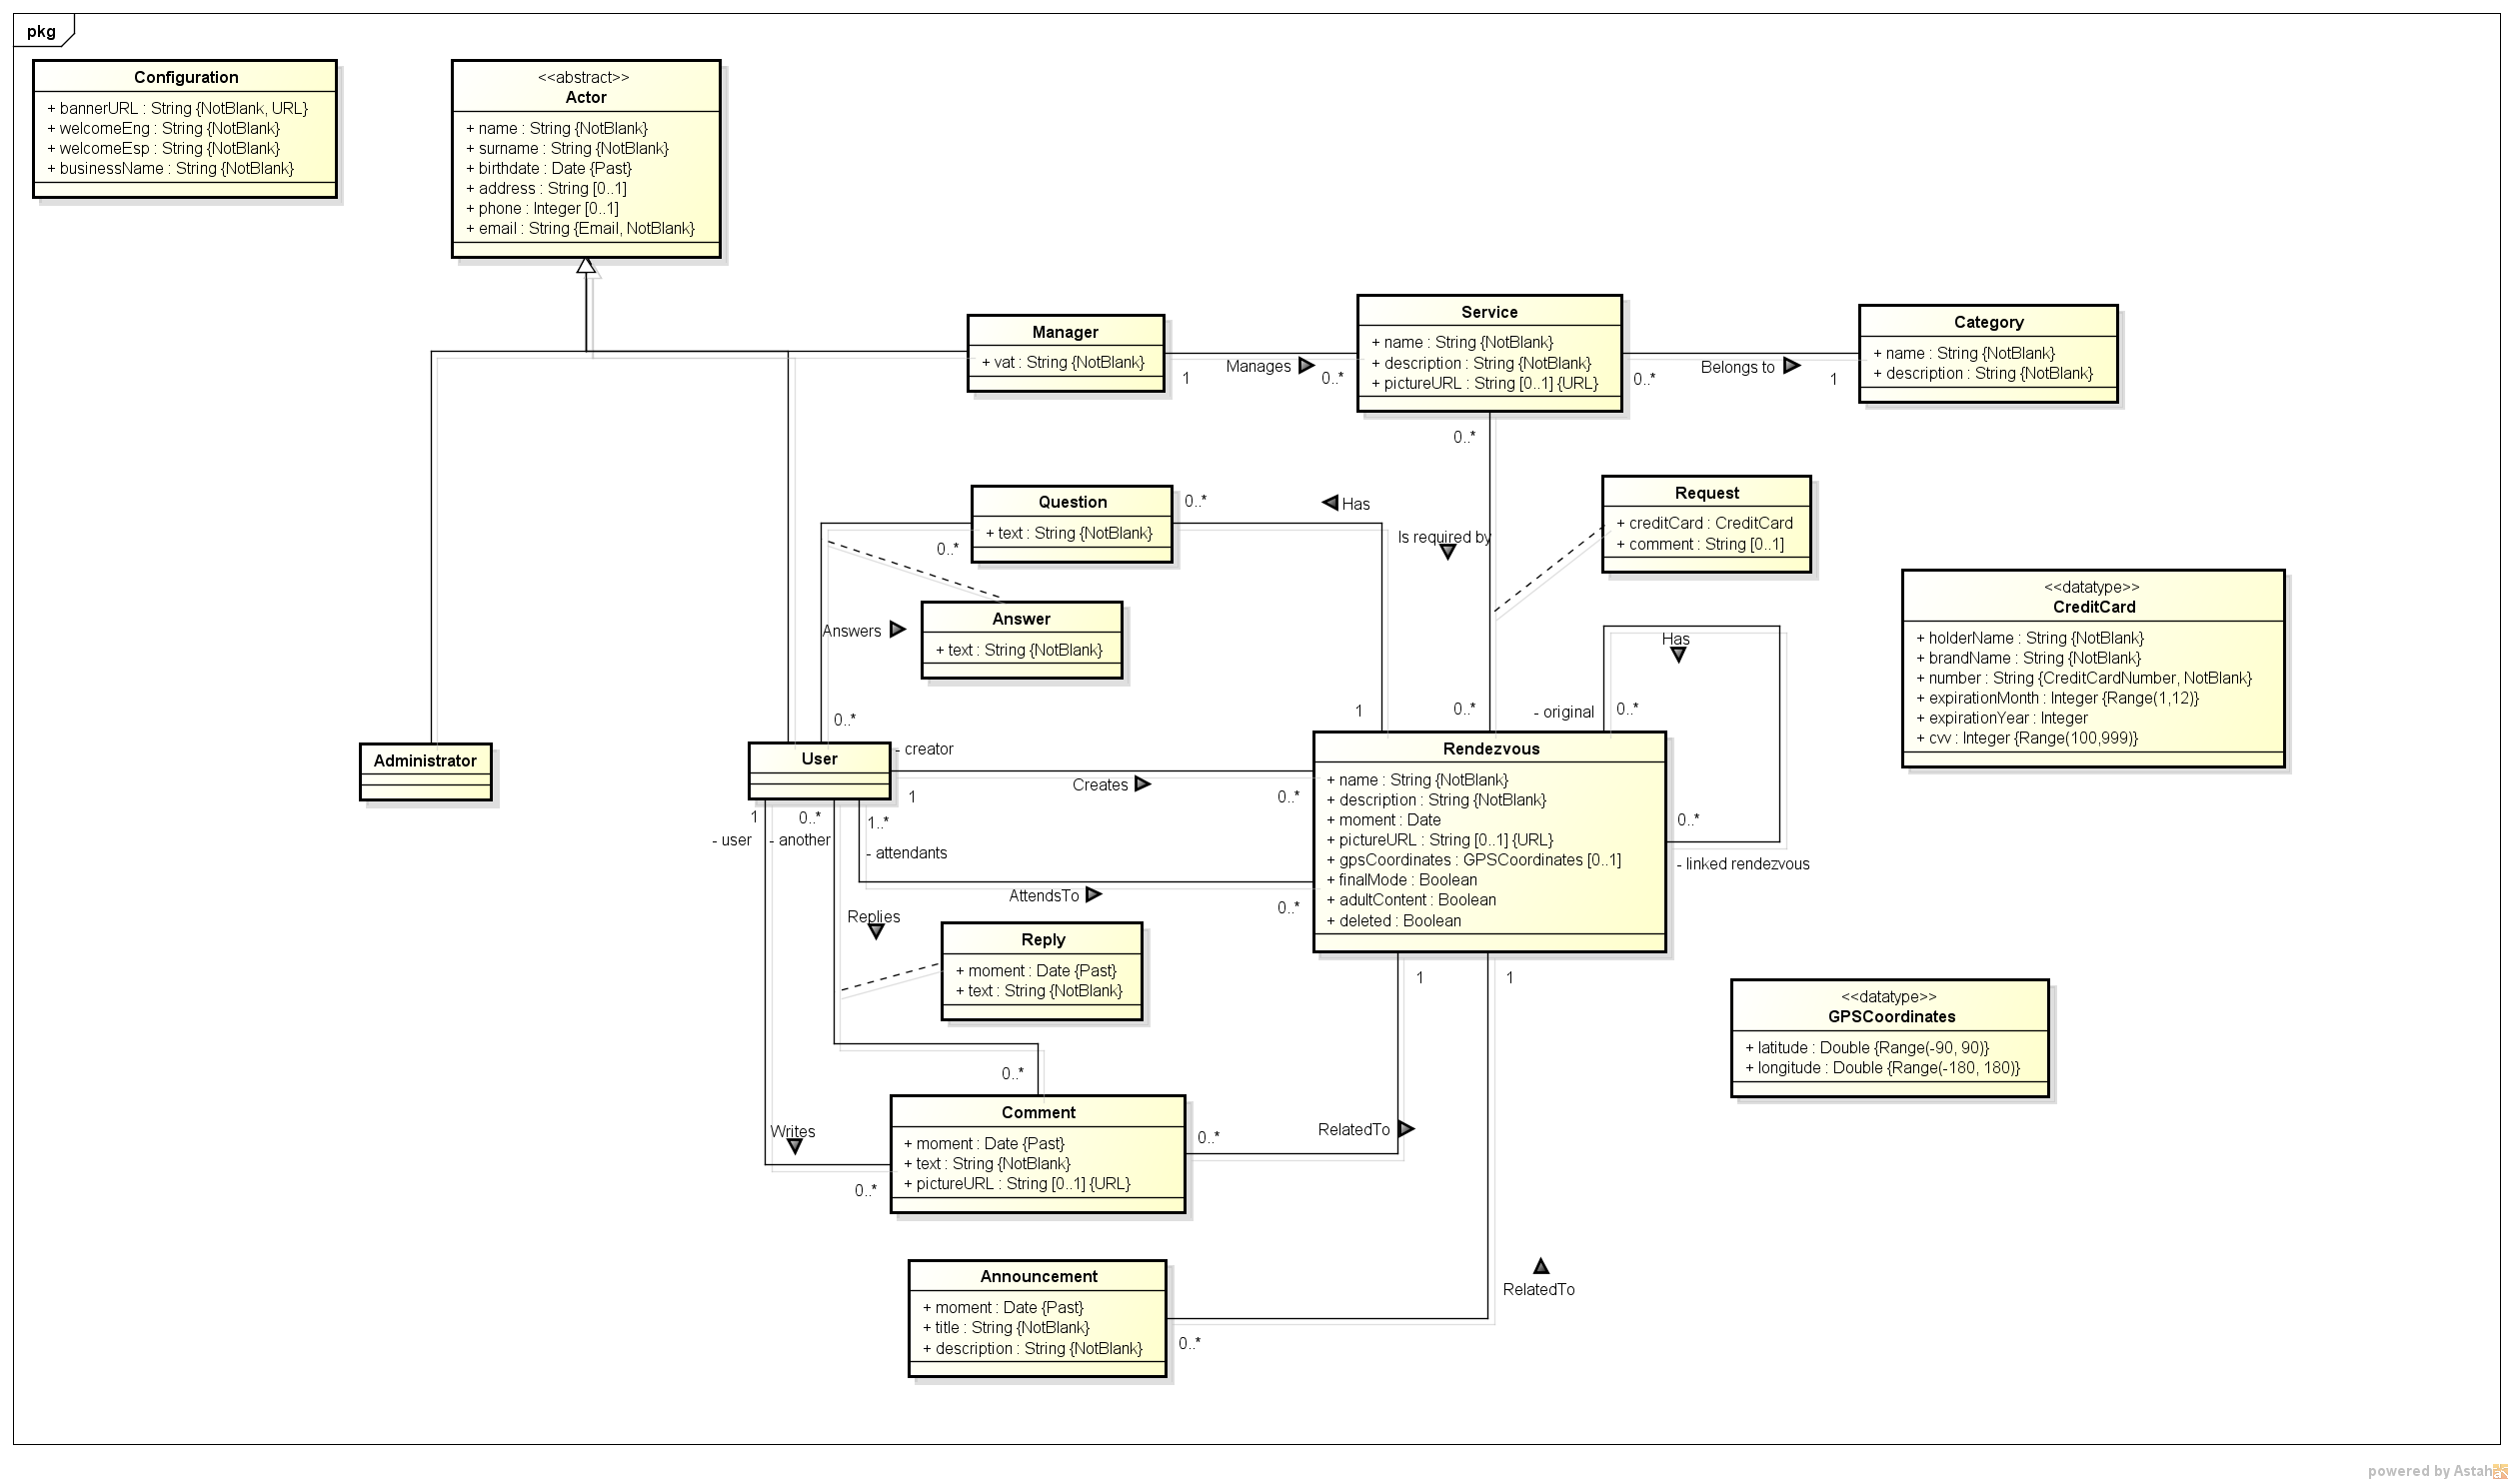 pkg
Configuration
+ bannerURL : String {NotBlank, URL}
+ welcomeEng : String {NotBlank}
+ welcomeEsp : String {NotBlank}
+ businessName : String {NotBlank}
<<abstract>>
Actor
+ name : String {NotBlank}
+ surname : String {NotBlank}
+ birthdate : Date {Past}
+ address : String [0..1]
+ phone : Integer [0..1]
+ email : String {Email, NotBlank}
Manager
+ vat : String {NotBlank}
1
Manages
0..*
Service
+ name : String {NotBlank}
+ description : String {NotBlank}
+ pictureURL : String [0..1] {URL}
0..*
Belongs to
1
Category
+ name : String {NotBlank}
+ description : String {NotBlank}
0..*
Question
+ text : String {NotBlank}
0..*
Has
0..*
Is required by
Request
+ creditCard : CreditCard
+ comment : String [0..1]
Answers
Answer
+ text : String {NotBlank}
<<datatype>>
CreditCard
+ holderName : String {NotBlank}
+ brandName : String {NotBlank}
+ number : String {CreditCardNumber, NotBlank}
+ expirationMonth : Integer {Range(1,12)}
+ expirationYear : Integer
+ cvv : Integer {Range(100,999)}
Has
0..*
1
0..*
- original
0..*
Administrator
User
- creator
Creates
1
0..*
Rendezvous
+ name : String {NotBlank}
+ description : String {NotBlank}
+ moment : Date
+ pictureURL : String [0..1] {URL}
+ gpsCoordinates : GPSCoordinates [0..1]
+ finalMode : Boolean
+ adultContent : Boolean
+ deleted : Boolean
0..*
- linked rendezvous
1
0..*
1..*
- user
- another
- attendants
AttendsTo
0..*
Replies
Reply
+ moment : Date {Past}
+ text : String {NotBlank}
1
1
<<datatype>>
GPSCoordinates
+ latitude : Double {Range(-90, 90)}
+ longitude : Double {Range(-180, 180)}
0..*
Comment
+ moment : Date {Past}
+ text : String {NotBlank}
+ pictureURL : String [0..1] {URL}
Writes
0..*
0..*
RelatedTo
Announcement
+ moment : Date {Past}
+ title : String {NotBlank}
+ description : String {NotBlank}
0..*
RelatedTo
powered by Astah